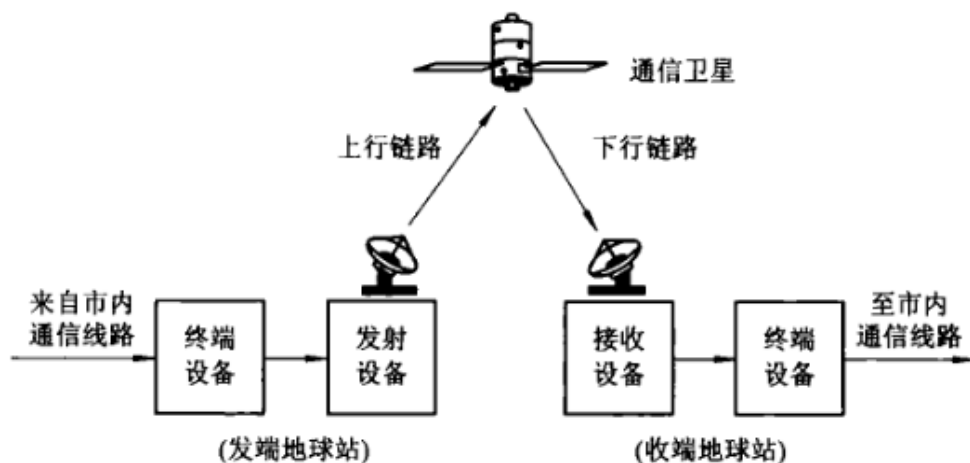 通信卫星
上行链路
下行链路
来自市内
通信线路
终端
设备
发射
设备
接收
设备
终端
设备
至市内
通信线路
(发端地球站)
(收端地球站)